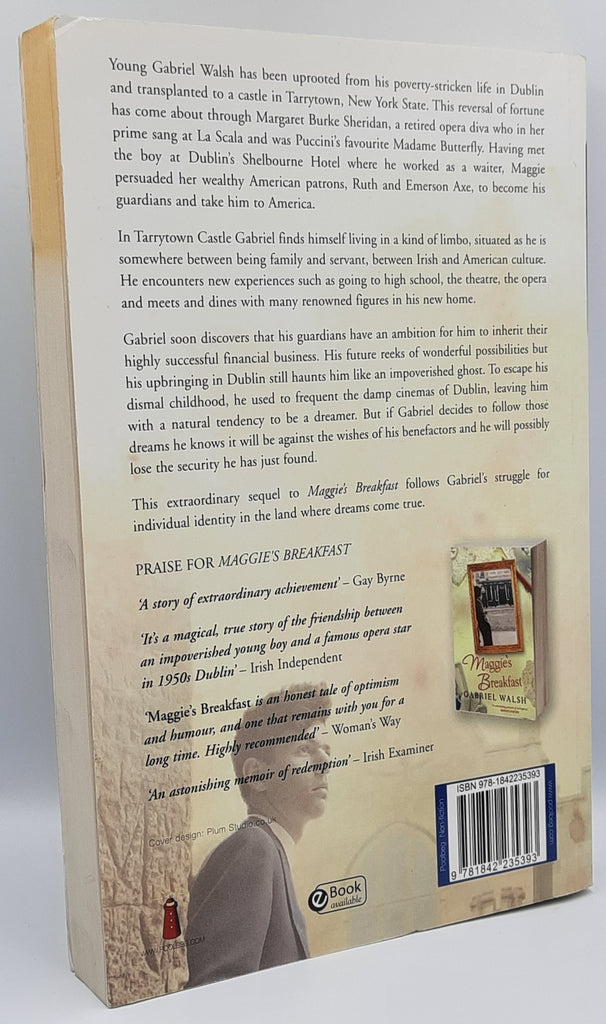 Young Gabriel Walsh has been uprooted from his poverty-stricken life in Dublin
and transplanted to a castle in Tarrytown, New York State. This reversal of fortune
has come about through Margaret Burke Sheridan, a retired opera diva who in her
prime sang at La Scala and was Puccini's favourite Madame Butterfly. Having met
the boy at Dublin's Shelbourne Hotel where he worked as a waiter, Maggie
persuaded her wealthy American patrons, Ruth and Emerson Axe, to become his
guardians and take him to America.
In Tarrytown Castle Gabriel finds himself living in a kind of limbo, situated as he is
somewhere between being family and servant, between Irish and American culture.
He encounters new experiences such as going to high school, the theatre, the opera
and meets and dines with many renowned figures in his new home.
Gabriel soon discovers that his guardians have an ambition for him to inherit their
highly successful financial business. His future reeks of wonderful possibilities but
his upbringing in Dublin still haunts him like an impoverished ghost. To escape his
dismal childhood, he used to frequent the damp cinemas of Dublin, leaving him
with a natural tendency to be a dreamer. But if Gabriel decides to follow those
dreams he knows it will be against the wishes of his benefactors and he will possibly
lose the security he has just found.
This extraordinary sequel to Maggie's Breakfast follows Gabriel's struggle for
individual identity in the land where dreams come true.
PRAISE FOR MAGGIE'S BREAKFAST
'A story of extraordinary achievement' – Gay Byrne
'It's a magical, true story of the friendship between
an impoverished young boy and a famous opera star
in 1950s Dublin' – Irish Independent
'Maggie's Breakfast is an honest tale of optimism
and humour, and one that remains with you for a
long time. Highly recommended' – Woman's Way
'An astonishing memoir of redemption' – Irish Examiner
Maggie's
Breakfast
GABRIEL WALSH
Cover design: Plum Studio.co.uk
WWW.POOLBEG.COM
eBook
available
Poolbeg: Non-fiction
ISBN 978-1842235393
9 781842 235393
www.poolbeg.com